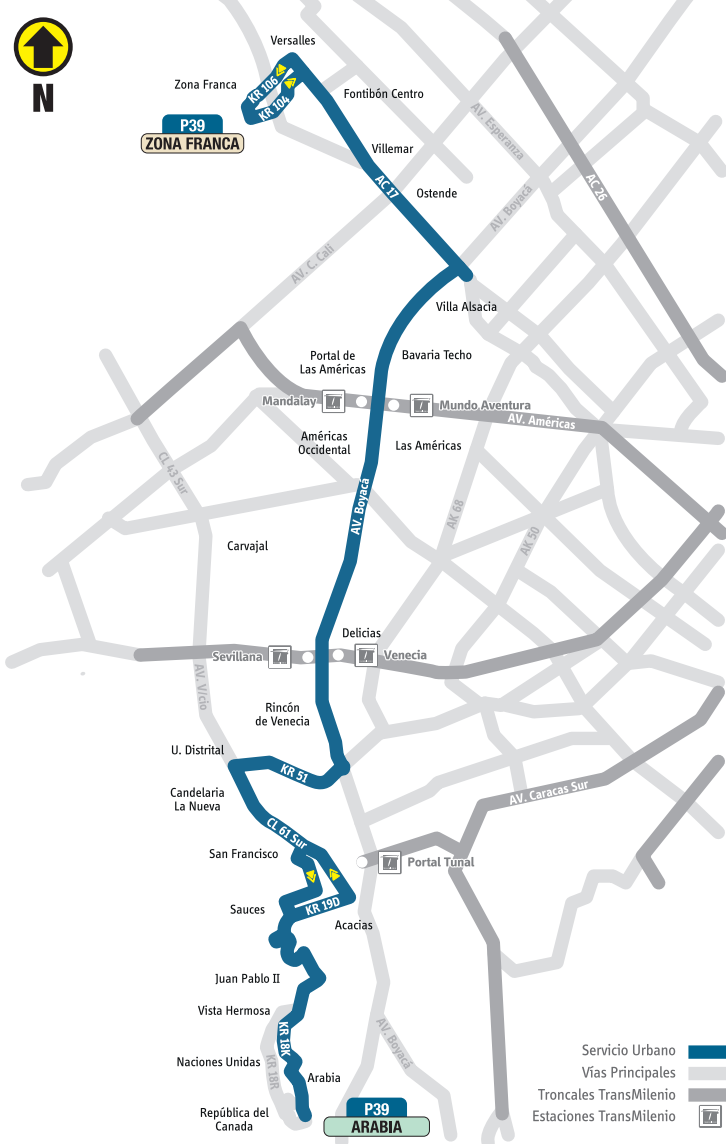 Versalles
Zona Franca
KR 106
KR 104
Fontibón Centro
N
P39
ZONA FRANCA
Villemar
AV. Esperanza
AC 17
Ostende
AC 26
AV. Boyacá
AV. C. Cali
Villa Alsacia
Portal de
Las Américas
Bavaria Techo
Mandalay
Mundo Aventura
AV. Américas
Américas
Occidental
Las Américas
CL 43 Sur
AV. Boyacá
AK 68
AK 50
Carvajal
Delicias
Sevillana
Venecia
AV. V/cio
Rincón
de Venecia
U. Distrital
KR 51
Candelaria
La Nueva
AV. Caracas Sur
CL 61 Sur
San Francisco
Portal Tunal
KR 19D
Sauces
Acacias
Juan Pablo II
Vista Hermosa
KR 18K
AV. Boyacá
Naciones Unidas
KR 18R
Arabia
República del
Canada
P39
ARABIA
Servicio Urbano
Vías Principales
Troncales TransMilenio
Estaciones TransMilenio